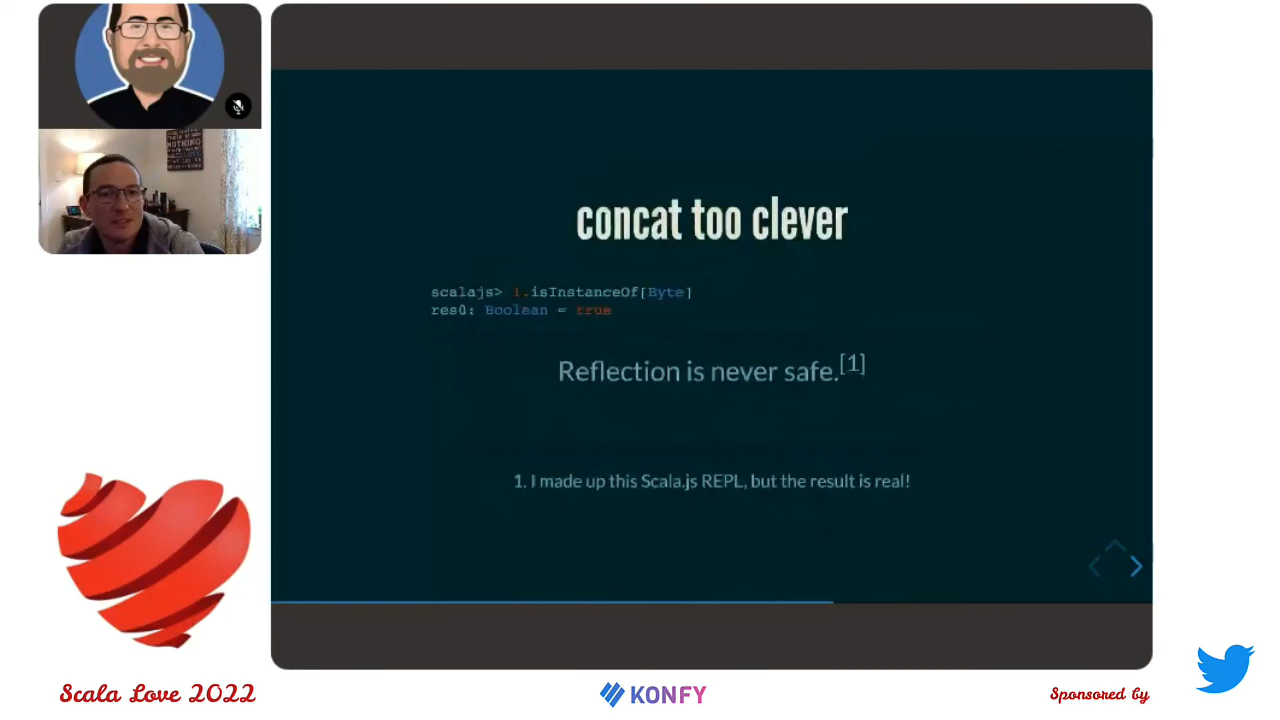 NOTHING
concat too clever
scalajs> 1.isInstanceOf[Byte]
res0: Boolean = true
Reflection is never safe.[1]
1. I made up this Scala.js REPL, but the result is real!
Scala Love 2022
KONFY
Sponsored by